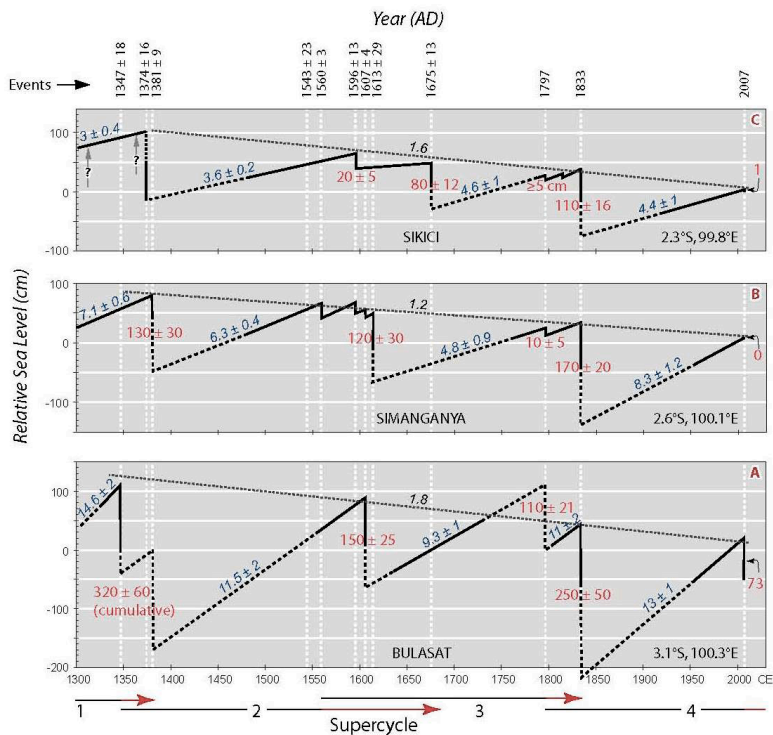 Year (AD)
Events
1347 ± 18
1374 ± 16
1381 ± 9
1543 ± 23
1560 ± 3
1596 ± 13
1607 ± 4
1613 ± 29
1675 ± 13
1797
1833
2007
Relative Sea Level (cm)
C
100
0
-100
3 ± 0.4
?
?
3.6 ± 0.2
20 ± 5
1.6
80 ± 12
4.6 ± 1
≥5 cm
110 ± 16
4.4 ± 1
1
SIKICI
2.3°S, 99.8°E
B
100
0
-100
7.1 ± 0.6
130 ± 30
6.3 ± 0.4
1.2
120 ± 30
4.8 ± 0.9
10 ± 5
170 ± 20
8.3 ± 1.2
0
SIMANGANYA
2.6°S, 100.1°E
A
100
0
-100
-200
14.6 ± 2
320 ± 60
(cumulative)
11.5 ± 2
1.8
150 ± 25
9.3 ± 1
110 ± 21
11 ± 2
250 ± 50
13 ± 1
73
BULASAT
3.1°S, 100.3°E
1300 1350 1400 1450 1500 1550 1600 1650 1700 1750 1800 1850 1900 1950 2000 CE
1 2 3 4
Supercycle